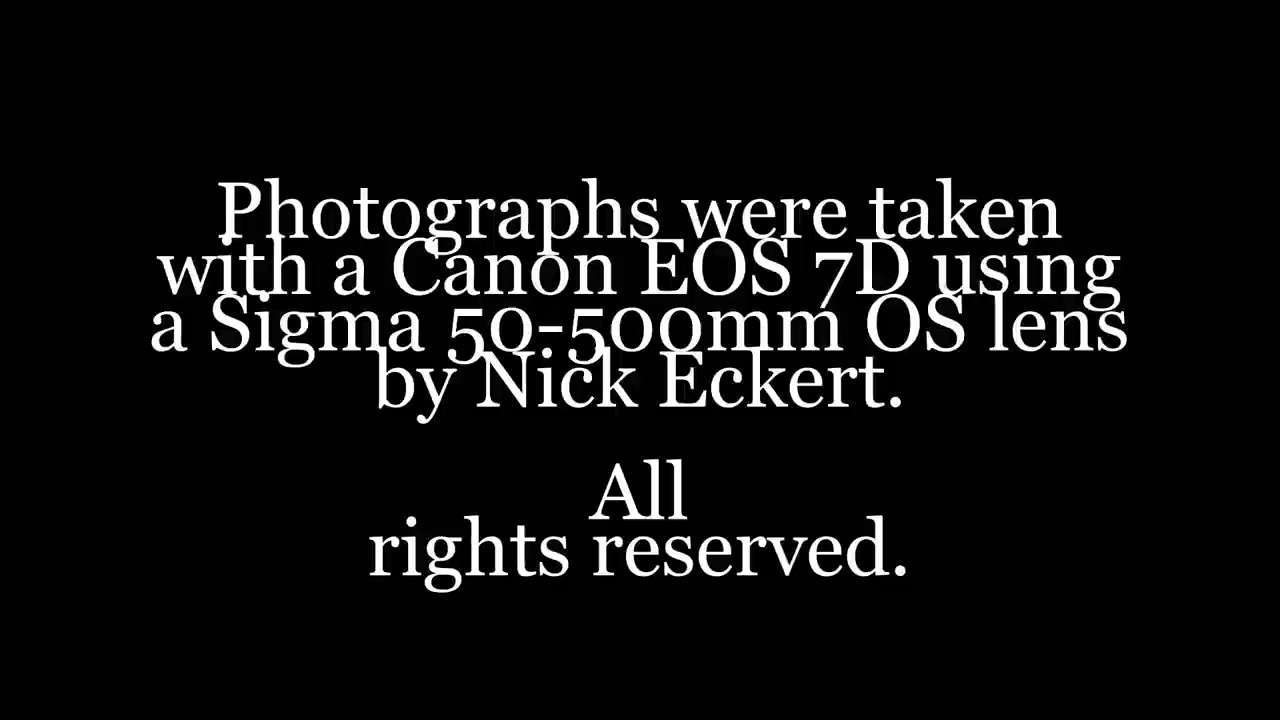 Photographs were taken
with a Canon EOS 7D using
a Sigma 50-500mm OS lens
by Nick Eckert.
All
rights reserved.